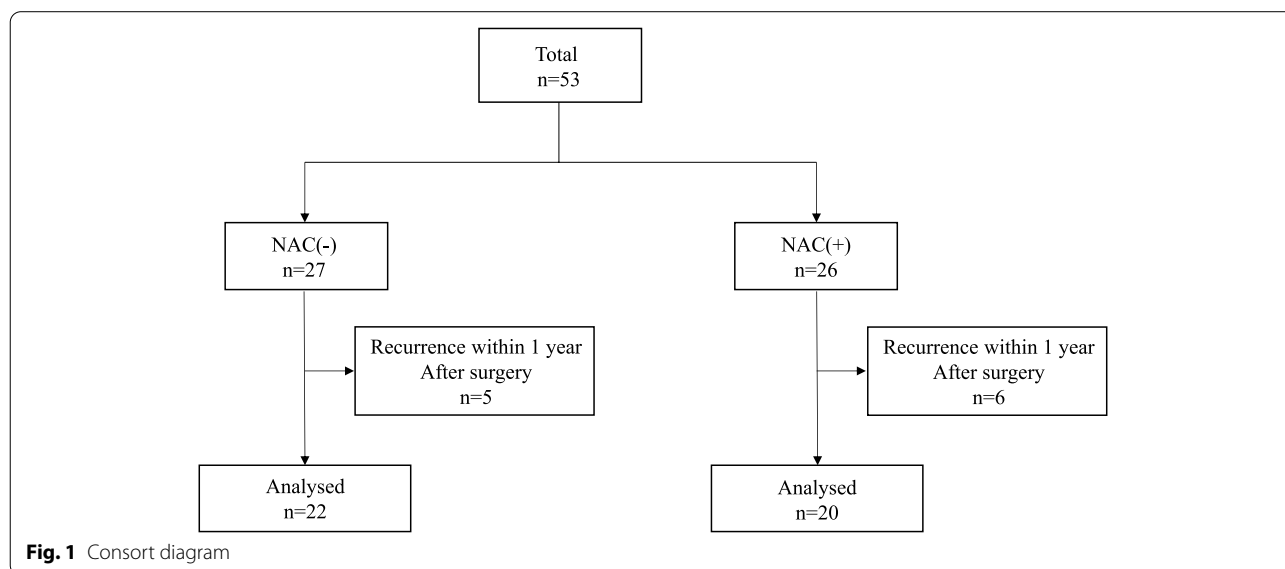 Total
n=53
NAC(-)
n=27
NAC(+)
n=26
Recurrence within 1 year
After surgery
n=5
Recurrence within 1 year
After surgery
n=6
Analysed
n=22
Analysed
n=20
Fig. 1 Consort diagram